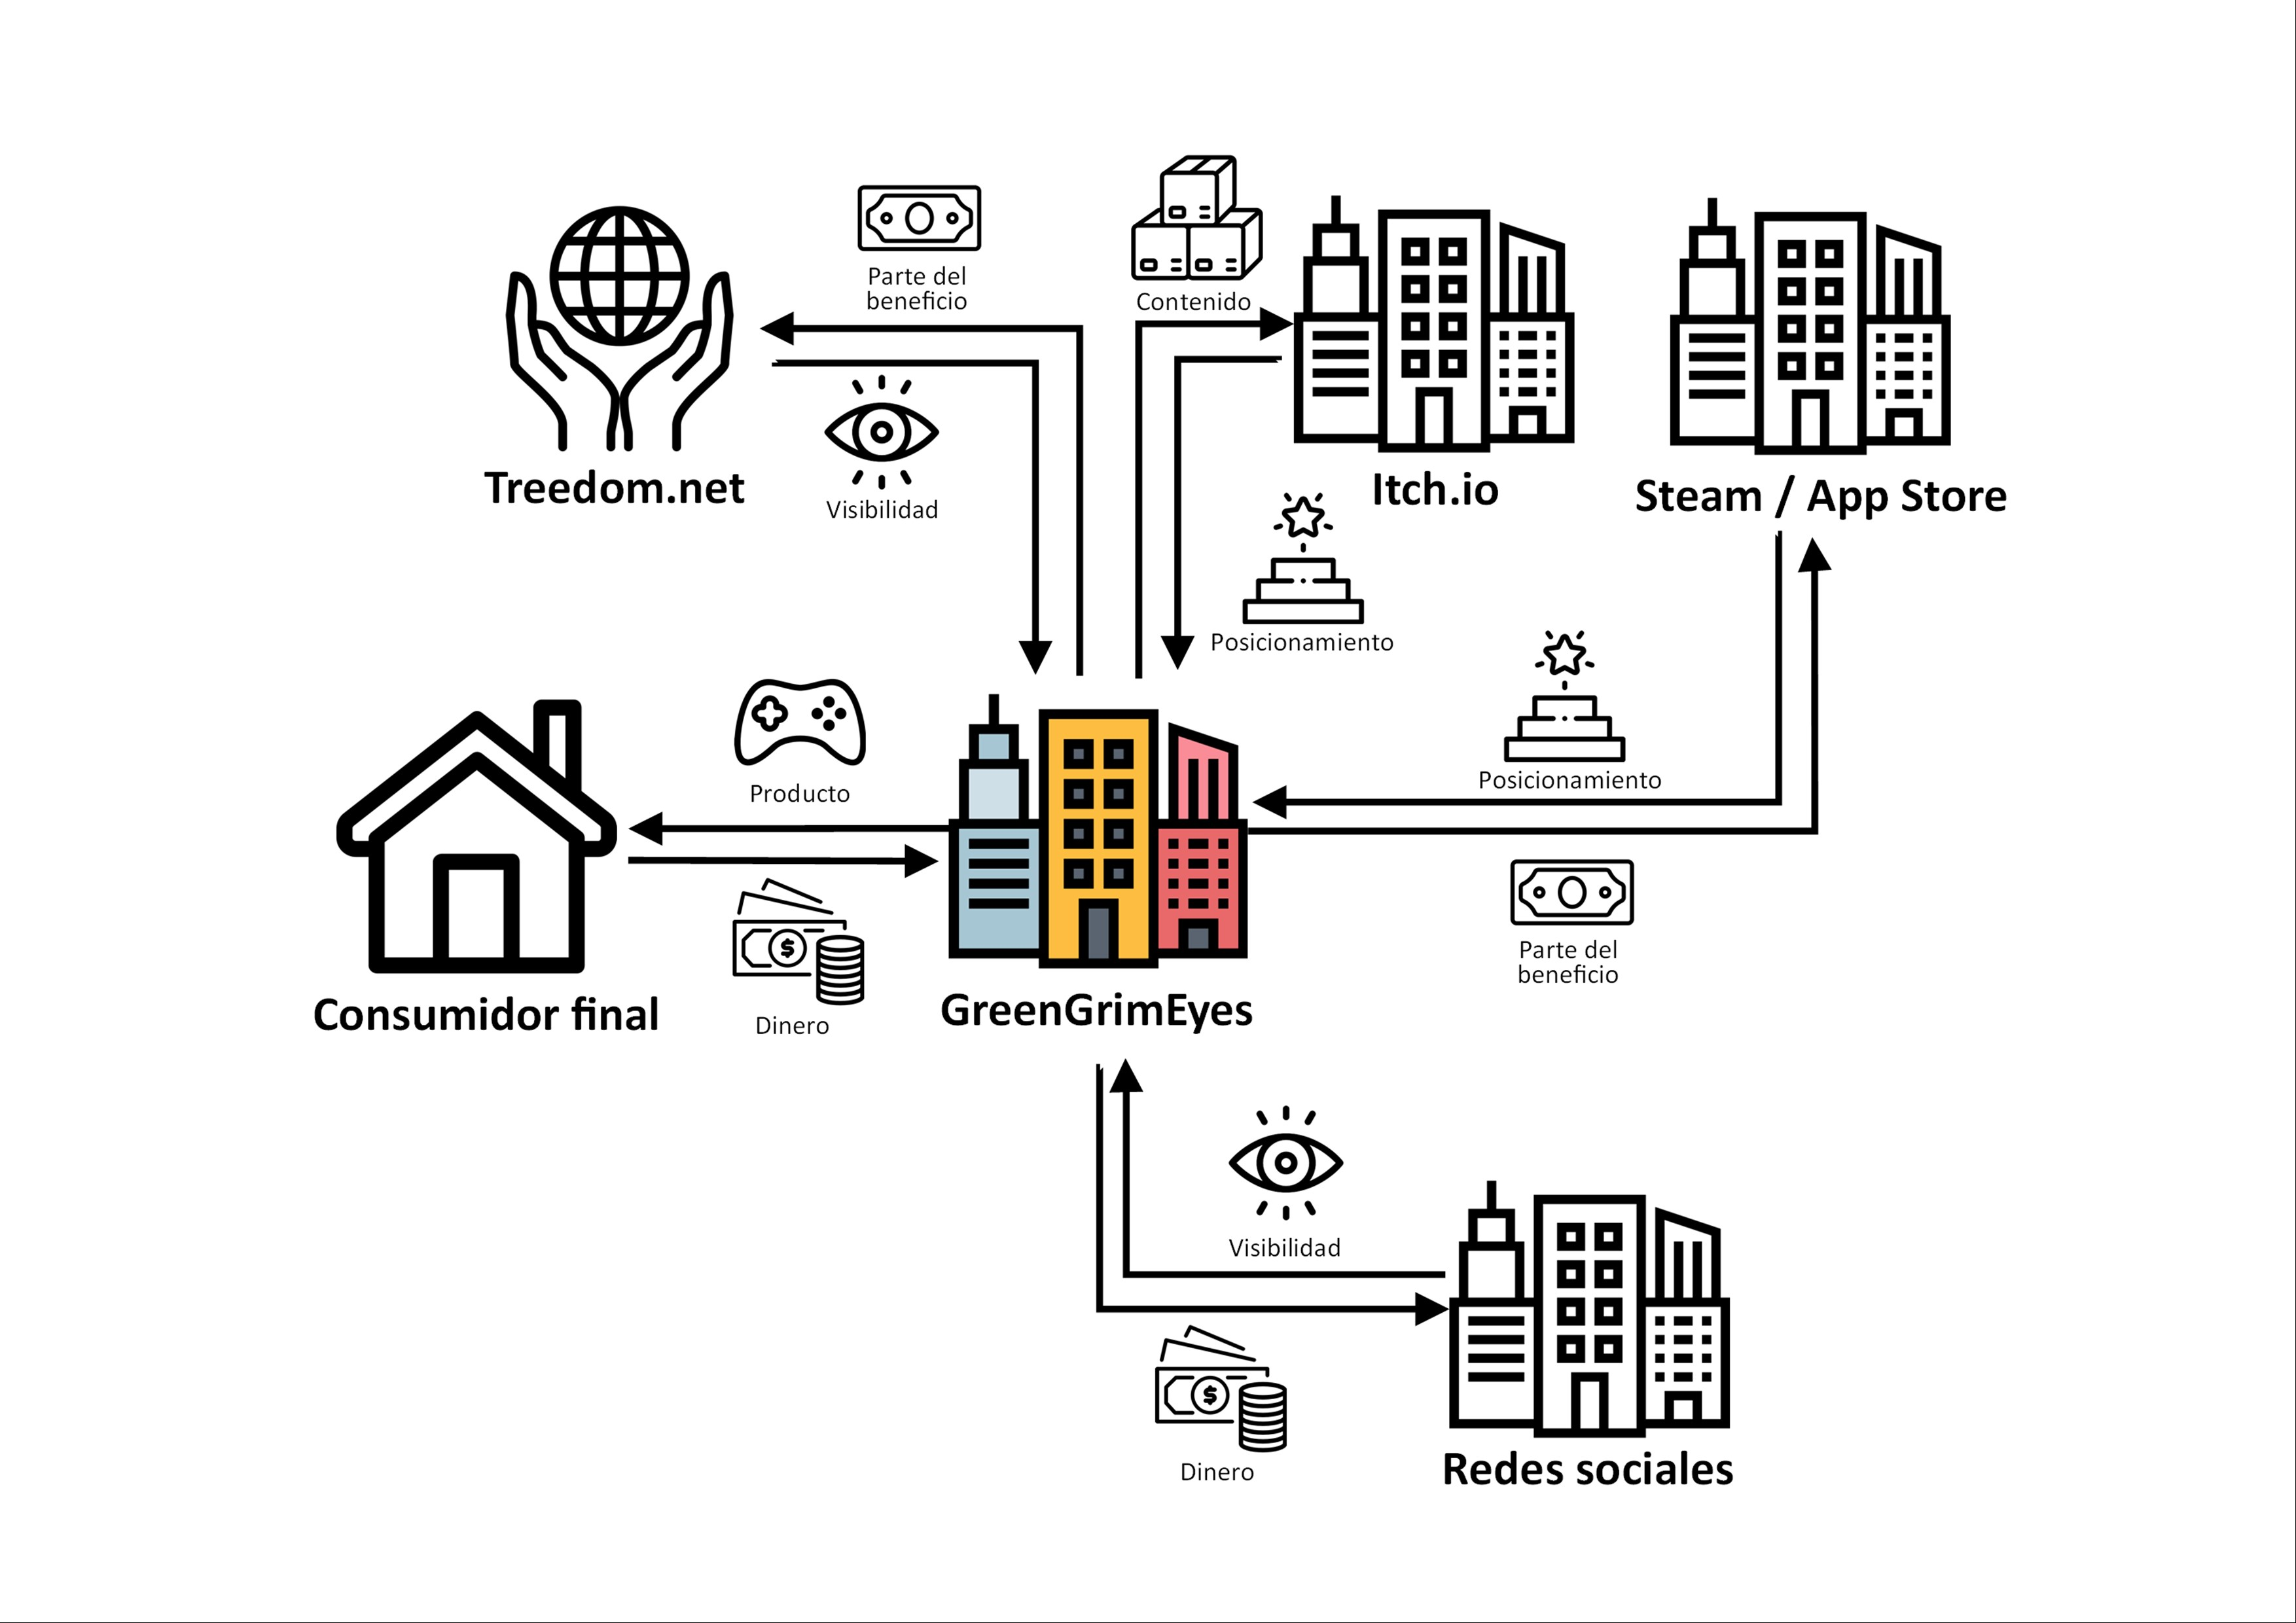 Parte del
beneficio
Contenido
Treedom.net
Visibilidad
Itch.io
Steam / App Store
Posicionamiento
Posicionamiento
Producto
Dinero
Parte del
beneficio
Consumidor final
GreenGrimEyes
Visibilidad
Dinero
Redes sociales